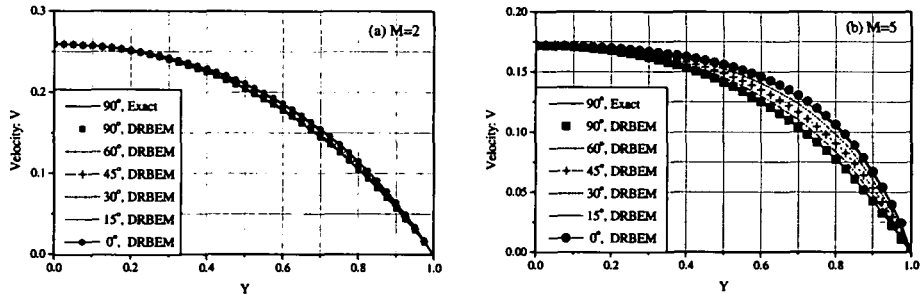 (a) M=2
0.3
0.2
0.1
0.0
Velocity: V
90°, Exact
90°, DRBEM
60°, DRBEM
45°, DRBEM
30°, DRBEM
15°, DRBEM
0°, DRBEM
0.0 0.2 0.4 0.6 0.8 1.0
Y
(b) M=5
0.20
0.15
0.10
0.05
0.00
Velocity: V
90°, Exact
90°, DRBEM
60°, DRBEM
45°, DRBEM
30°, DRBEM
15°, DRBEM
0°, DRBEM
0.0 0.2 0.4 0.6 0.8 1.0
Y